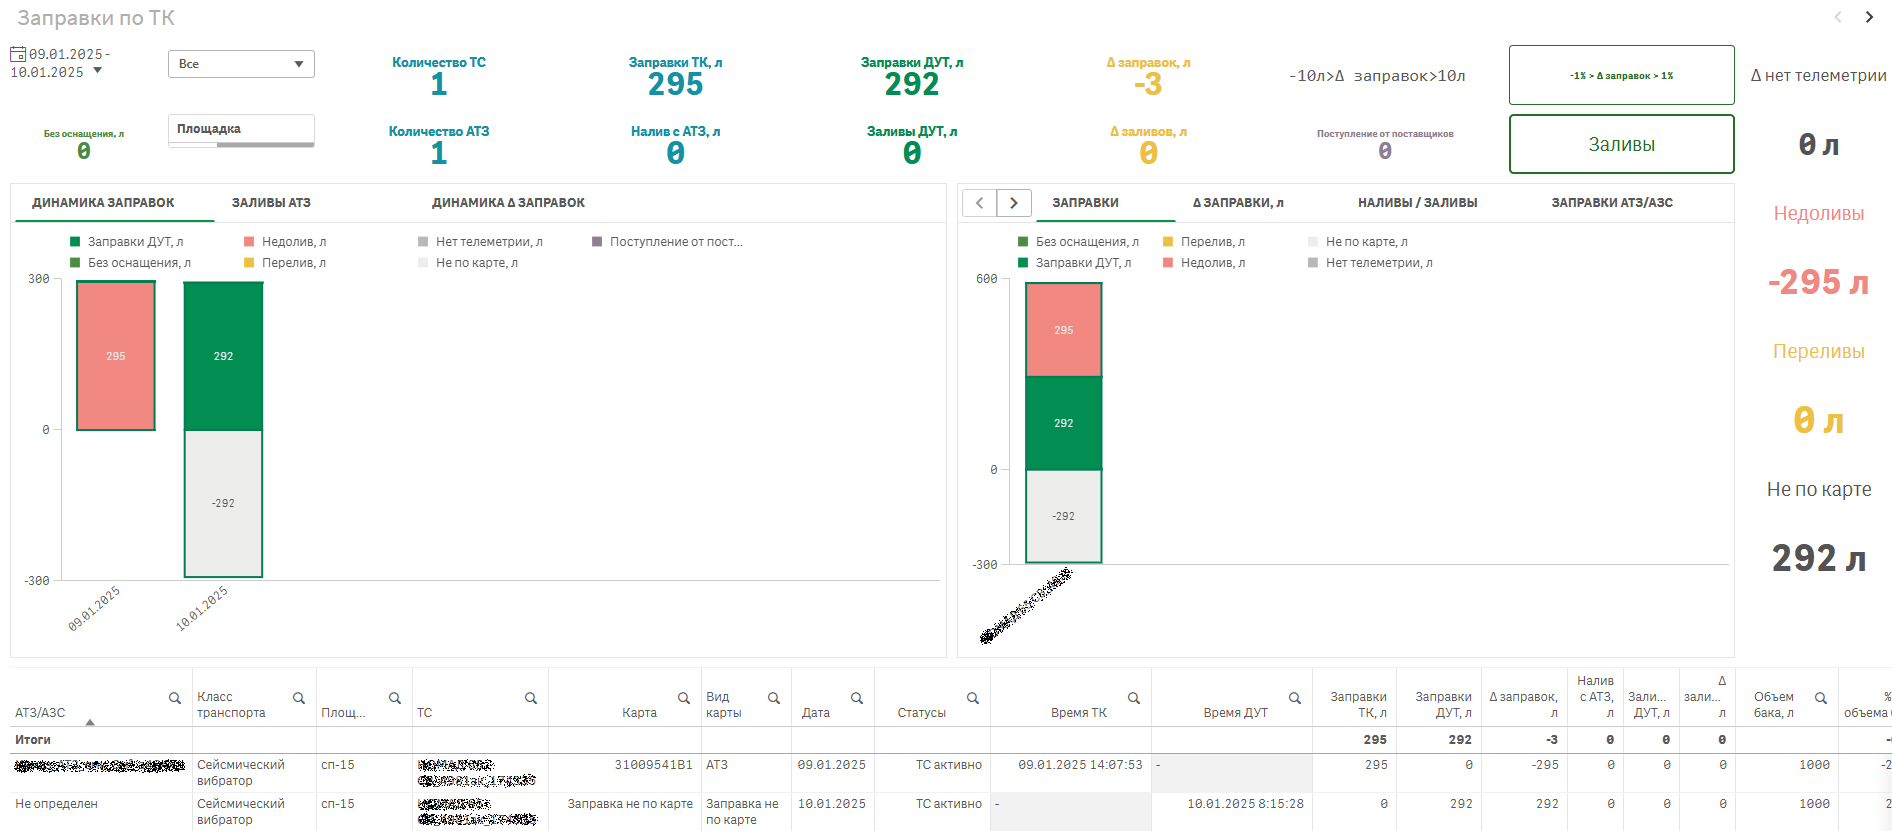 Заправки по ТК
09.01.2025 -
10.01.2025
Все
Количество ТС
1
Заправки ТК, л
295
Заправки ДУТ, л
292
Δ заправок, л
-3
-10л>Δ заправок>10л
-1% > Δ заправок > 1%
Δ нет телеметрии
0 л
Без оснащения, л
0
Площадка
Количество АТЗ
1
Налив с АТЗ, л
0
Заливы ДУТ, л
0
Δ заливов, л
0
Поступление от поставщиков
0
Заливы
Недоливы
-295 л
Переливы
0 л
Не по карте
292 л
ДИНАМИКА ЗАПРАВОК
ЗАЛИВЫ АТЗ
ДИНАМИКА Δ ЗАПРАВОК
Заправки ДУТ, л
Недолив, л
Нет телеметрии, л
Поступление от пост...
Без оснащения, л
Перелив, л
Не по карте, л
300
0
-300
295
292
-292
09.01.2025
10.01.2025
ЗАПРАВКИ
Δ ЗАПРАВКИ, л
НАЛИВЫ / ЗАЛИВЫ
ЗАПРАВКИ АТЗ/АЗС
Без оснащения, л
Перелив, л
Не по карте, л
Заправки ДУТ, л
Недолив, л
Нет телеметрии, л
600
0
-300
295
292
-292
АТЗ/АЗС
Класс
транспорта
Площ...
ТС
Карта
Вид
карты
Дата
Статусы
Время ТК
Время ДУТ
Заправки
ТК, л
Заправки
ДУТ, л
Δ заправок,
л
Налив
с АТЗ,
л
Зали...
ДУТ, л
Δ
зали...
л
Объем
бака, л
%
объема
Итоги
295
292
-3
0
0
0
Сейсмический
вибратор
сп-15
31009541В1
АТЗ
09.01.2025
ТС активно
09.01.2025 14:07:53
-
295
0
-295
0
0
0
1000
-2
Не определен
Сейсмический
вибратор
сп-15
Заправка не по карте
Заправка не
по карте
10.01.2025
ТС активно
-
10.01.2025 8:15:28
0
292
292
0
0
0
1000
2